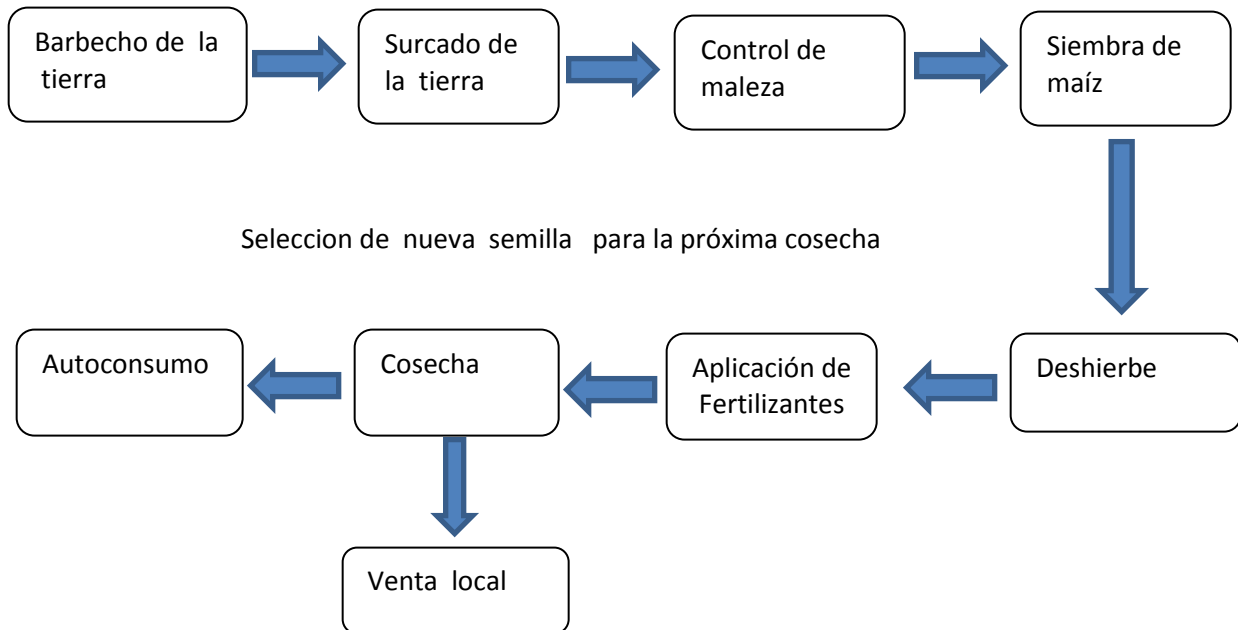 Barbecho de la
tierra
Surcado de
la tierra
Control de
maleza
Siembra de
maíz
Seleccion de nueva semilla para la próxima cosecha
Deshierbe
Aplicación de
Fertilizantes
Cosecha
Autoconsumo
Venta local